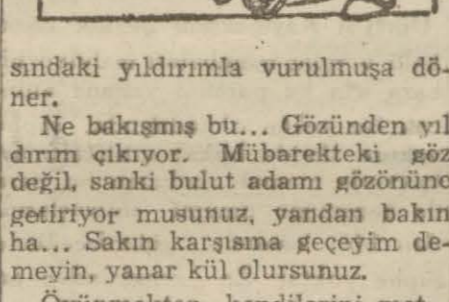 sındaki yıldırımla vurulmuşa dö-
ner.
Ne bakışmış bu... Gözünden yıl
dırım çıkıyor. Mübarekteki göz
değil, sanki bulut adamı gözönüne
getiriyor musunuz, yandan bakın
ha... Sakın karşısına geçeyim de-
meyin, yanar kül olursunuz.